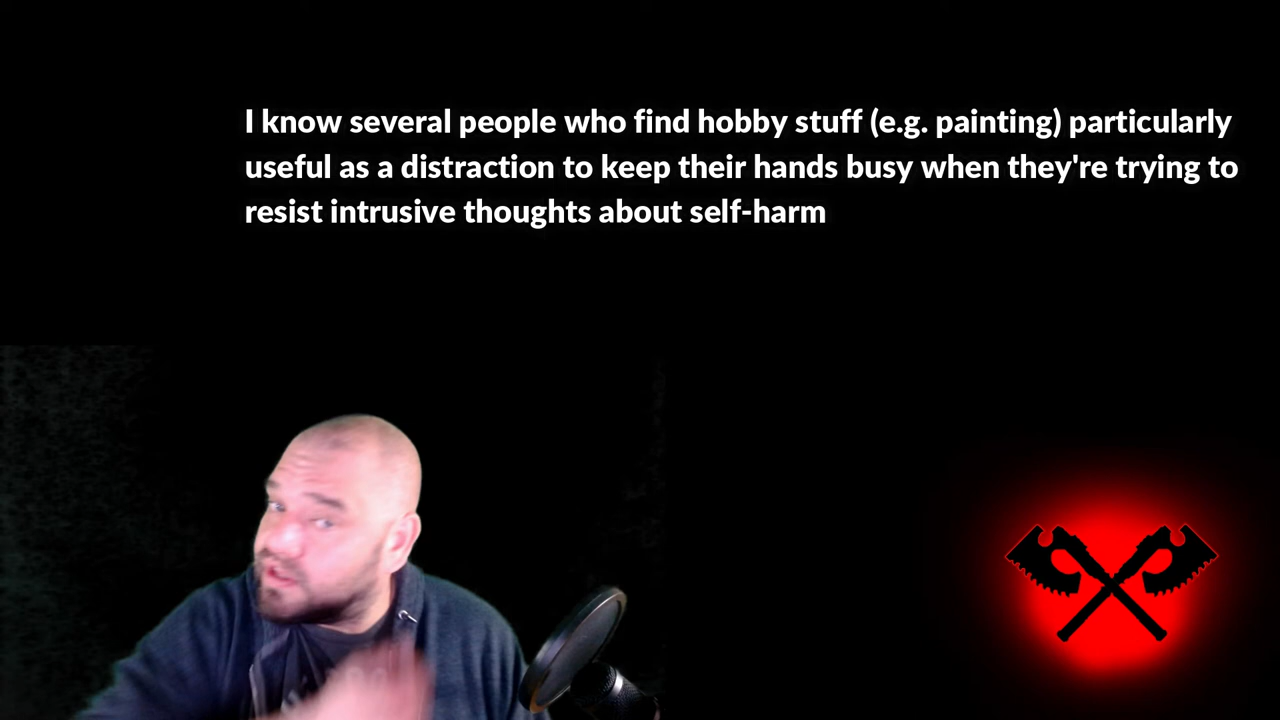 I know several people who find hobby stuff (e.g. painting) particularly
useful as a distraction to keep their hands busy when they're trying to
resist intrusive thoughts about self-harm